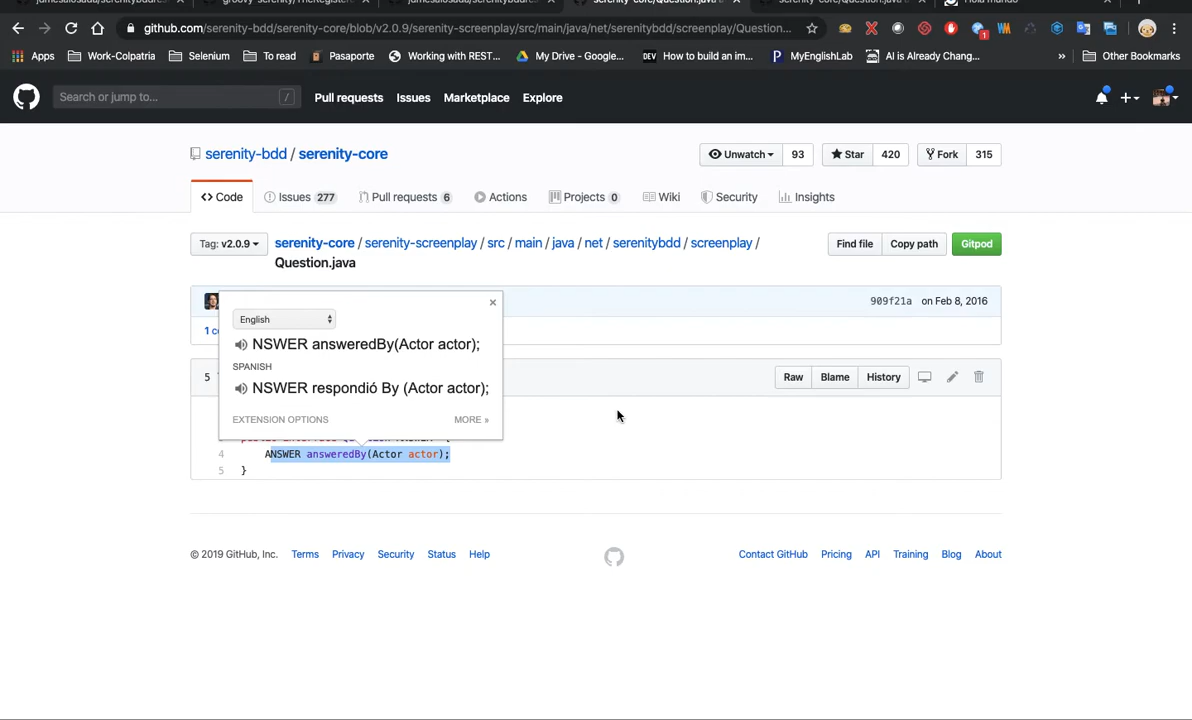 serenity-core/Question.java
github.com/serenity-bdd/serenity-core/blob/v2.0.9/serenity-screenplay/src/main/java/net/serenitybdd/screenplay/Question...
Apps Work-Colpatria Selenium To read Pasaporte Working with REST... My Drive – Google... DEV How to build an im... P MyEnglishLab AI is Already Chang... » Other Bookmarks
Search or jump to... / Pull requests Issues Marketplace Explore
serenity-bdd / serenity-core Unwatch 93 Star 420 Fork 315
Code Issues 277 Pull requests 6 Actions Projects 0 Wiki Security Insights
Tag: v2.0.9 serenity-core / serenity-screenplay / src / main / java / net / serenitybdd / screenplay / Find file Copy path Gitpod
Question.java
909f21a on Feb 8, 2016
English
1 c
NSWER answeredBy(Actor actor);
SPANISH
5 Raw Blame History
NSWER respondió By (Actor actor);
EXTENSION OPTIONS MORE »
4 ANSWER answeredBy(Actor actor);
5 }
© 2019 GitHub, Inc. Terms Privacy Security Status Help Contact GitHub Pricing API Training Blog About